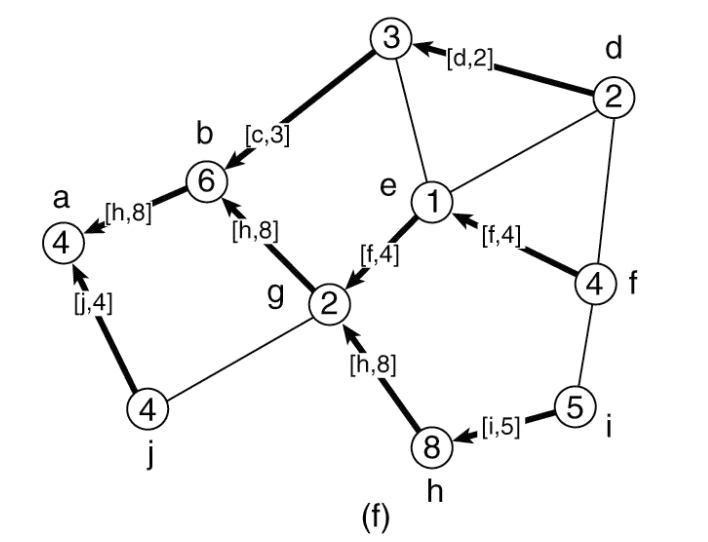 3
[d,2]
d
2
[c,3]
b
6
e
1
a
[h,8]
4
[h,8]
[f,4]
[f,4]
4
f
g
2
[j,4]
[h,8]
4
j
5
i
[i,5]
8
h
(f)